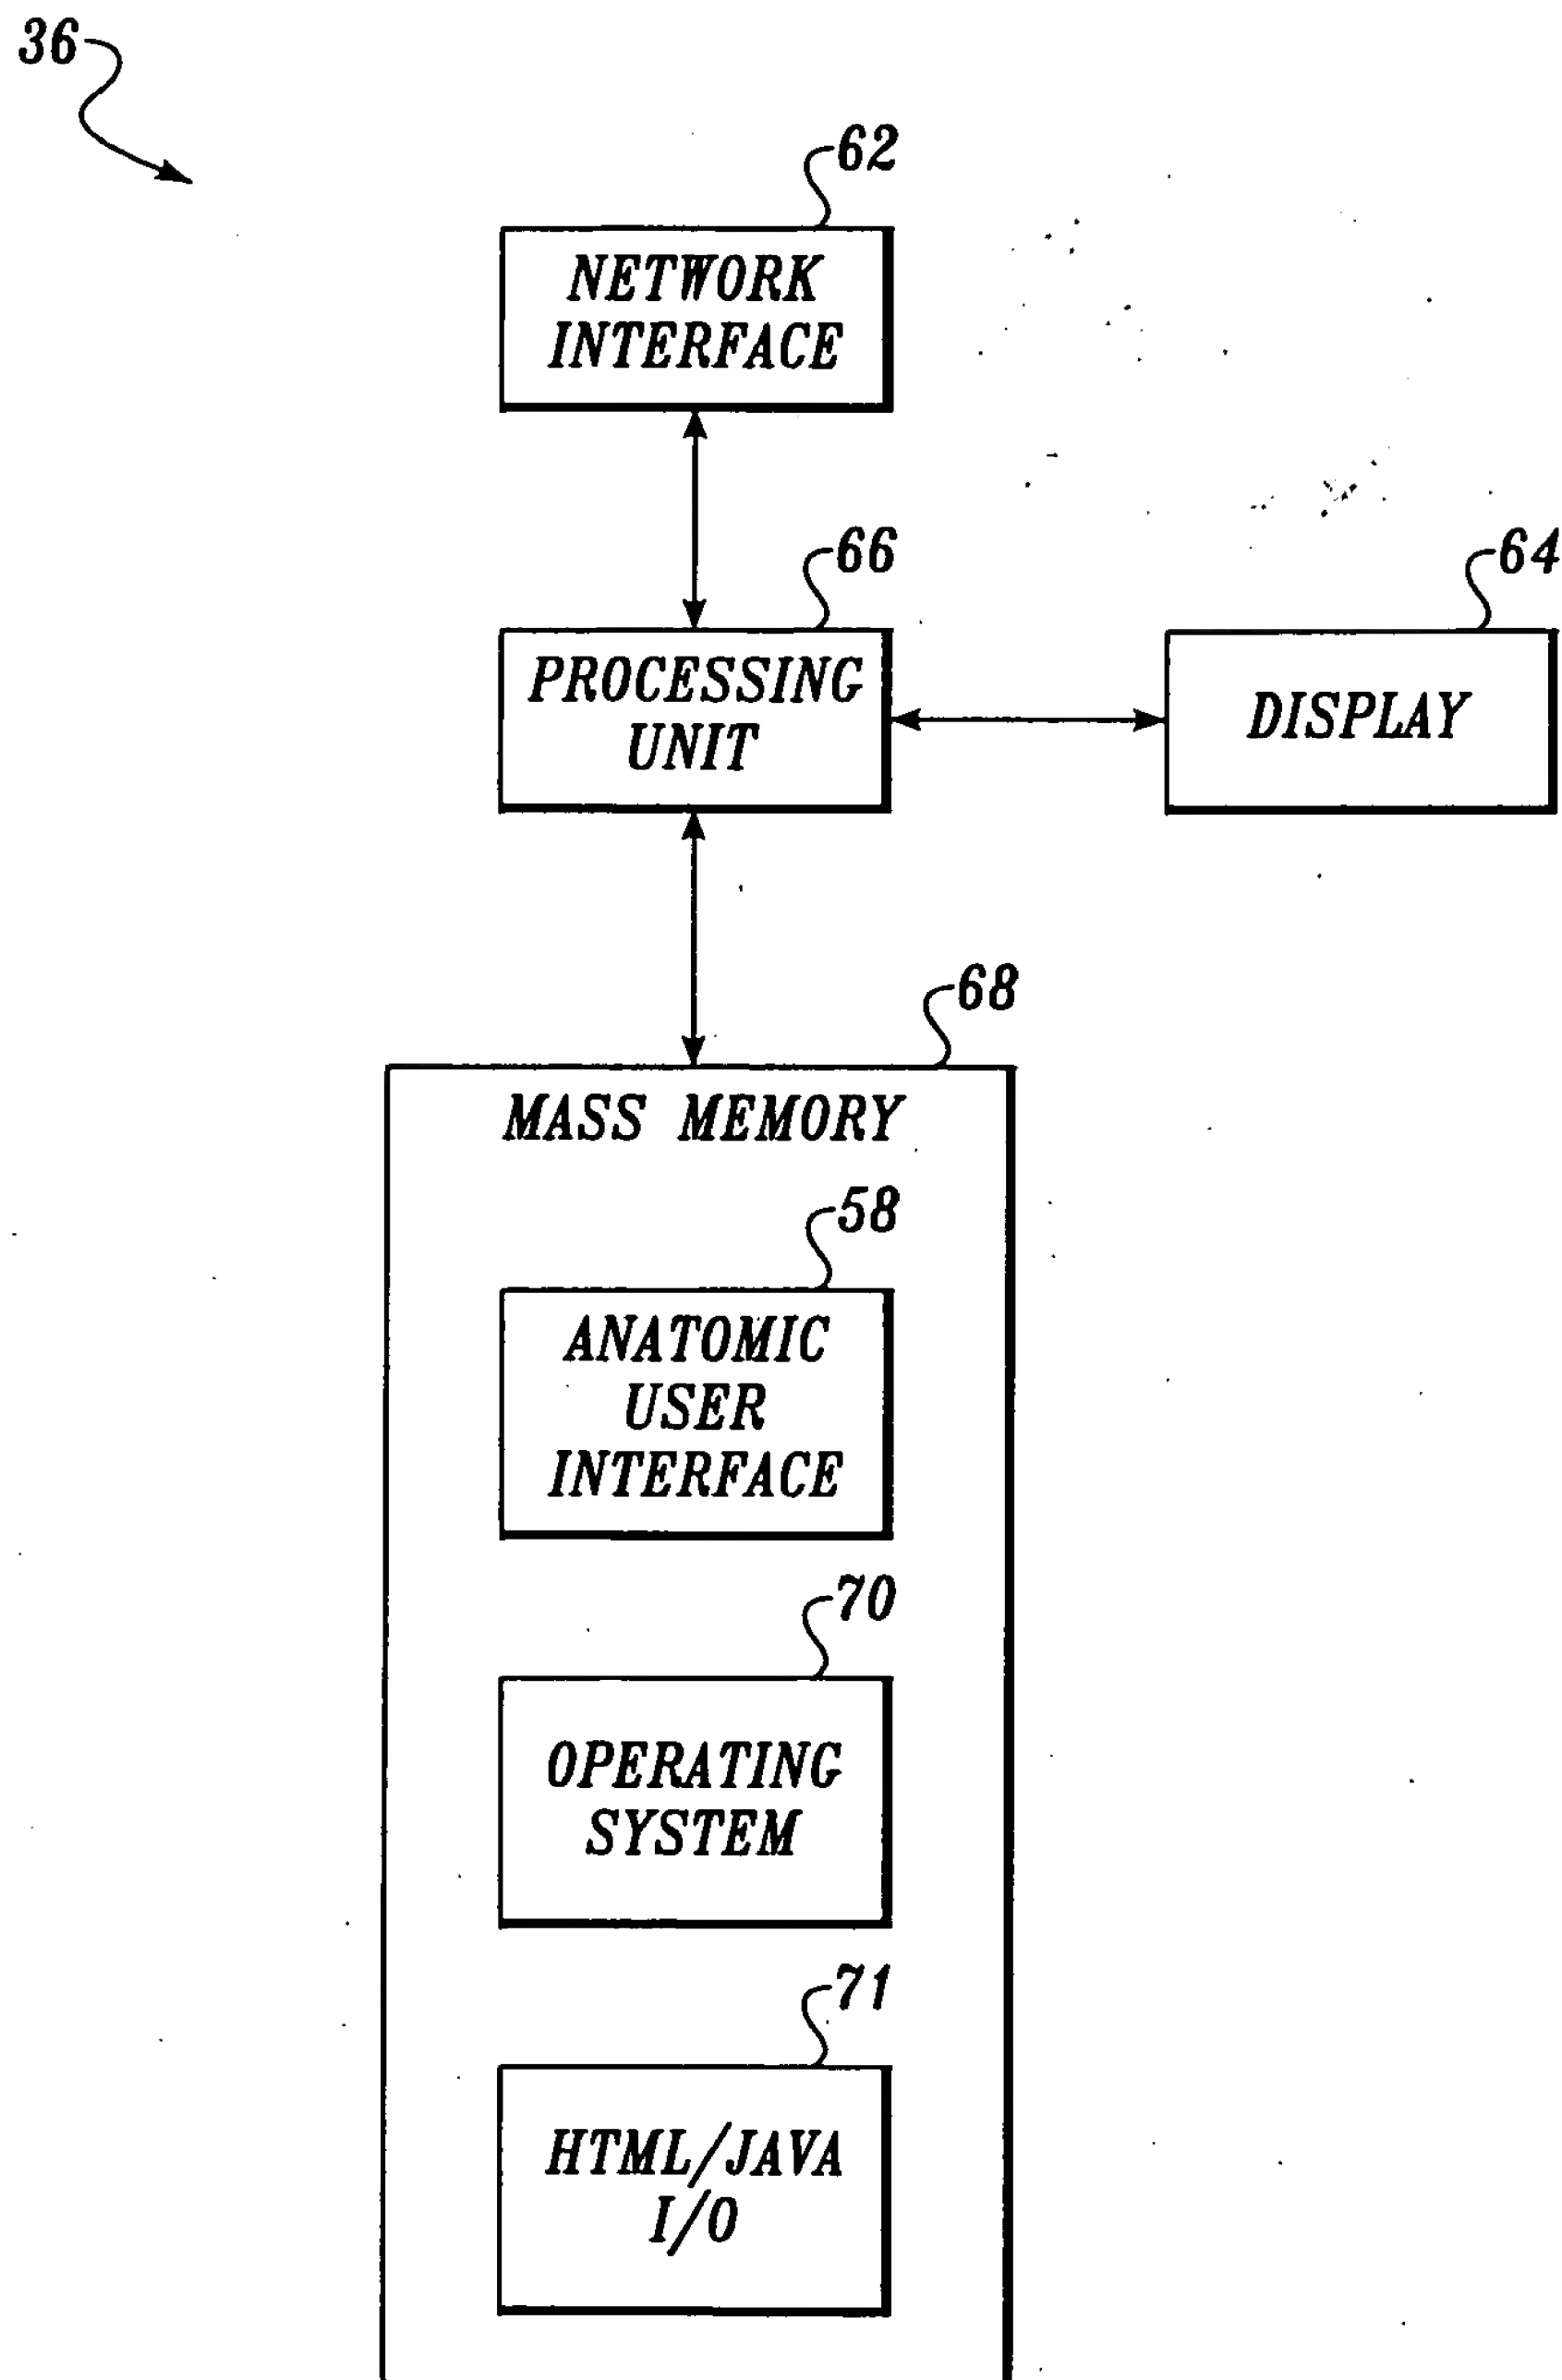 36
62
NETWORK
INTERFACE
66
64
PROCESSING
UNIT
DISPLAY
68
MASS MEMORY
58
ANATOMIC
USER
INTERFACE
70
OPERATING
SYSTEM
71
HTML/JAVA
I/O